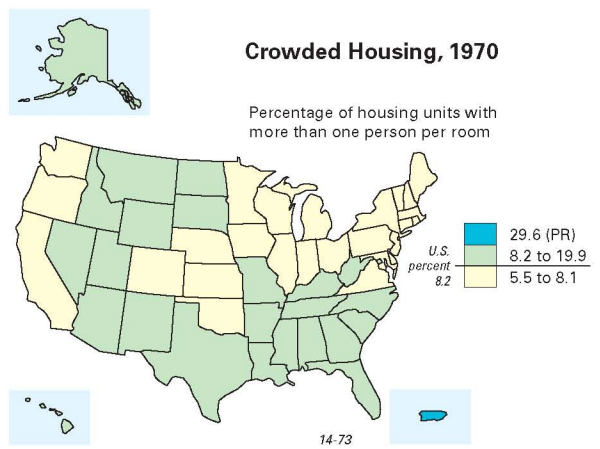 Crowded Housing, 1970
Percentage of housing units with
more than one person per room
29.6 (PR)
8.2 to 19.9
5.5 to 8.1
U.S.
percent
8.2
14-73